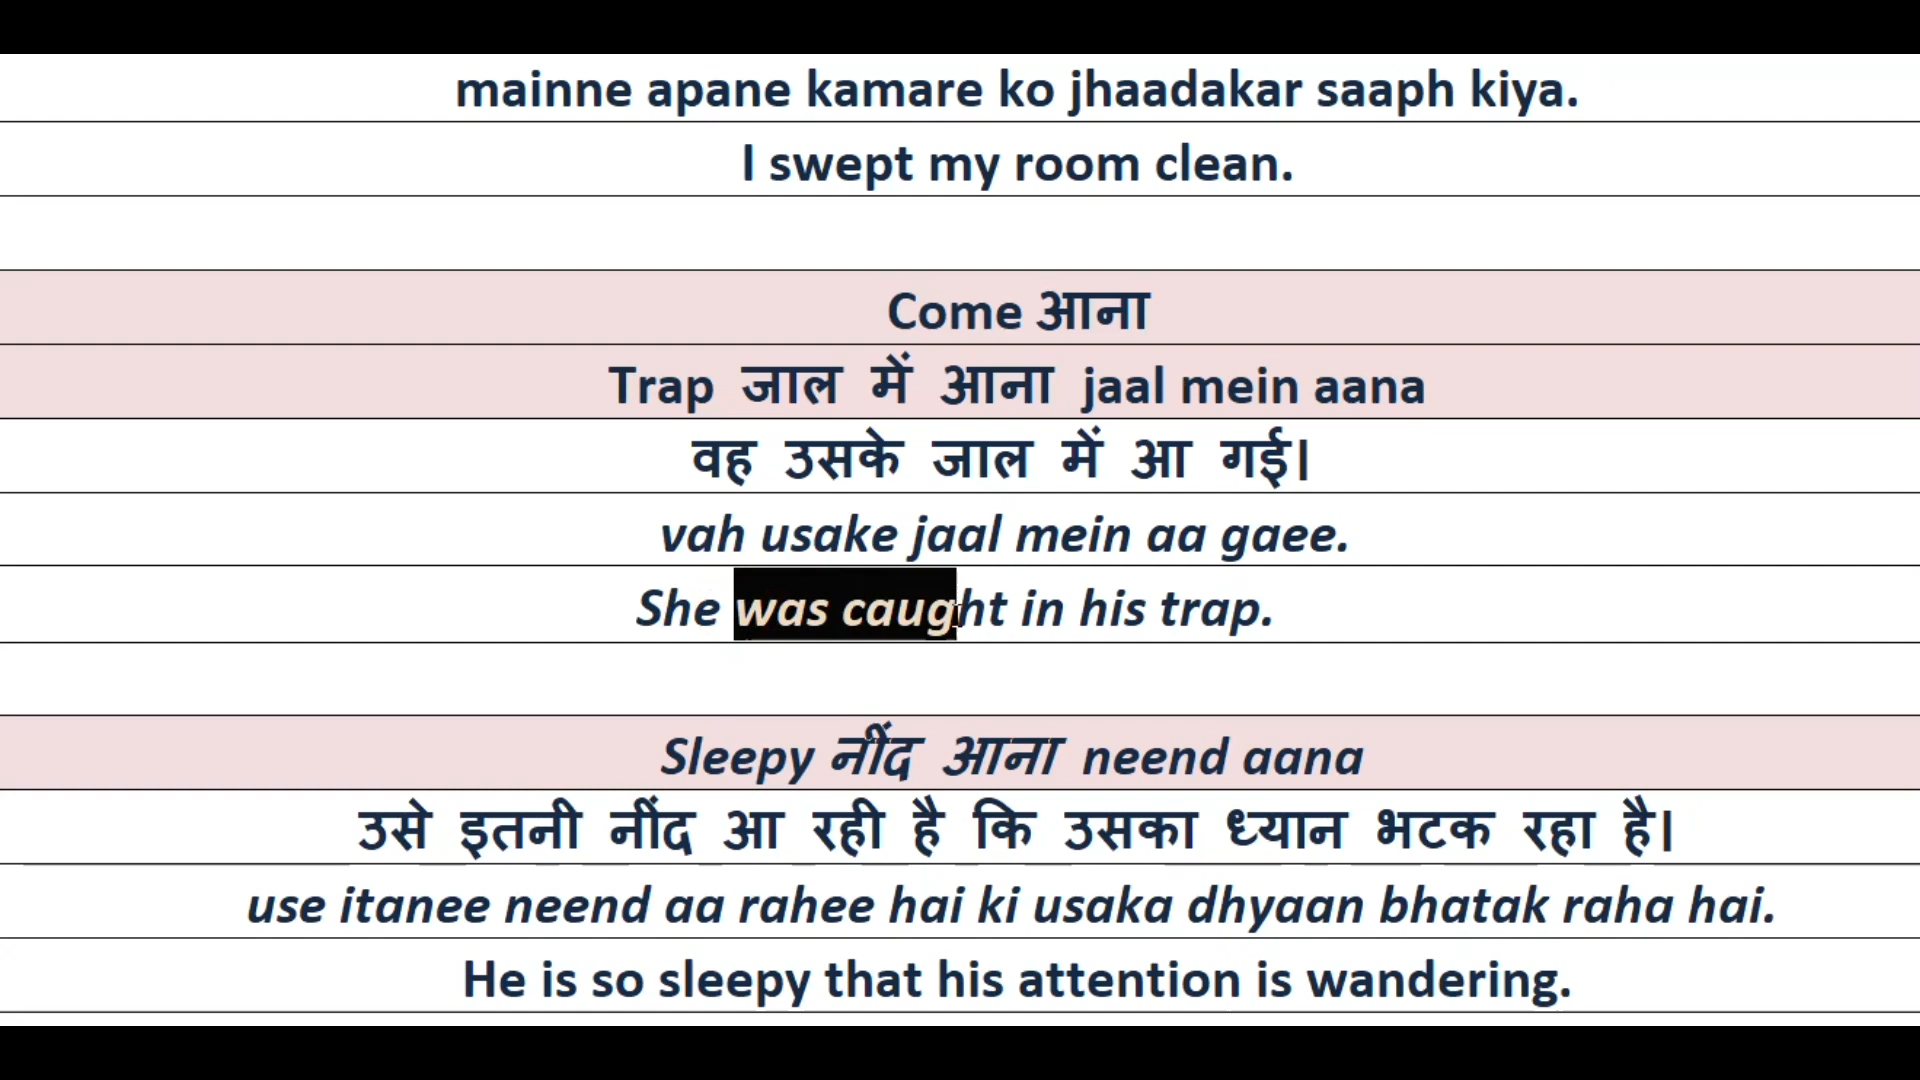 mainne apane kamare ko jhaadakar saaph kiya.
I swept my room clean.
Come आना
Trap जाल में आना jaal mein aana
वह उसके जाल में आ गई।
vah usake jaal mein aa gaee.
She was caught in his trap.
Sleepy नींद आना neend aana
उसे इतनी नींद आ रही है कि उसका ध्यान भटक रहा है।
use itanee neend aa rahee hai ki usaka dhyaan bhatak raha hai.
He is so sleepy that his attention is wandering.